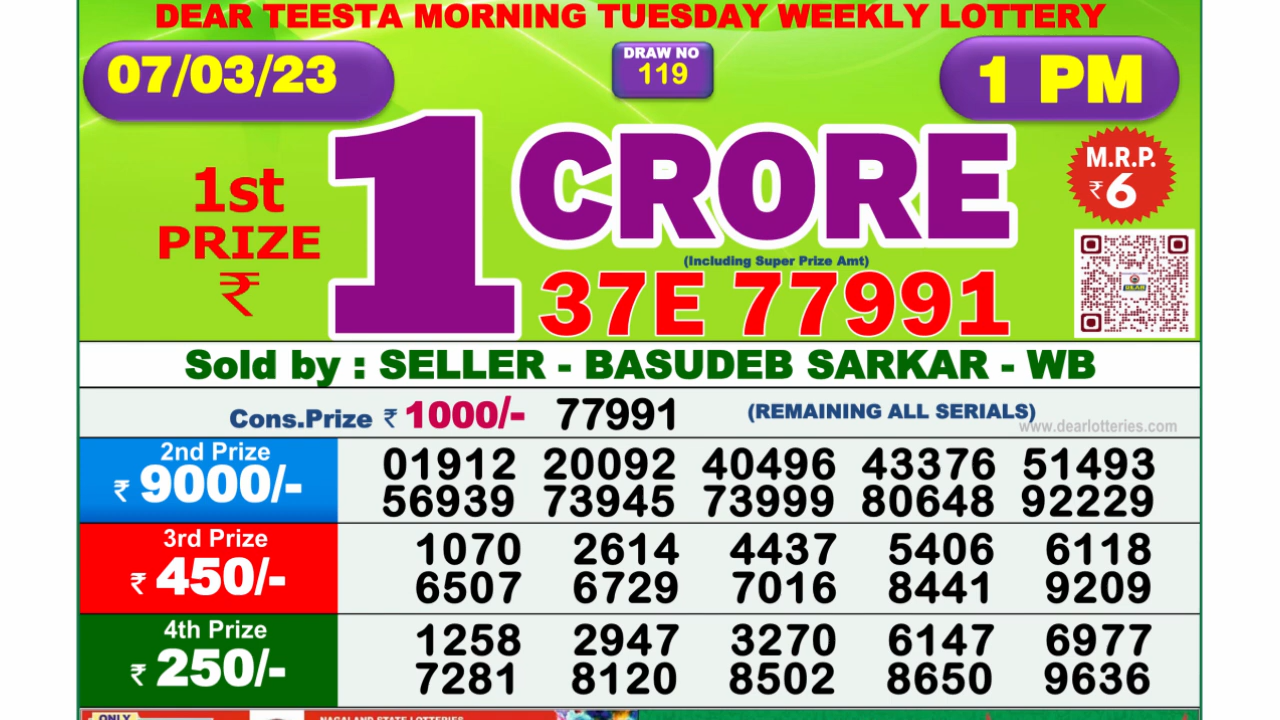 DEAR TEESTA MORNING TUESDAY WEEKLY LOTTERY
07/03/23
DRAW NO
119
1 PM
1st
PRIZE
₹
1 CRORE
(Including Super Prize Amt)
37E 77991
M.R.P.
₹ 6
Sold by : SELLER - BASUDEB SARKAR - WB
Cons.Prize ₹ 1000/- 77991 (REMAINING ALL SERIALS)
www.dearlotteries.com
2nd Prize
₹ 9000/-
01912 20092 40496 43376 51493
56939 73945 73999 80648 92229
3rd Prize
₹ 450/-
1070 2614 4437 5406 6118
6507 6729 7016 8441 9209
4th Prize
₹ 250/-
1258 2947 3270 6147 6977
7281 8120 8502 8650 9636
ONLY
NAGALAND STATE LOTTERIES